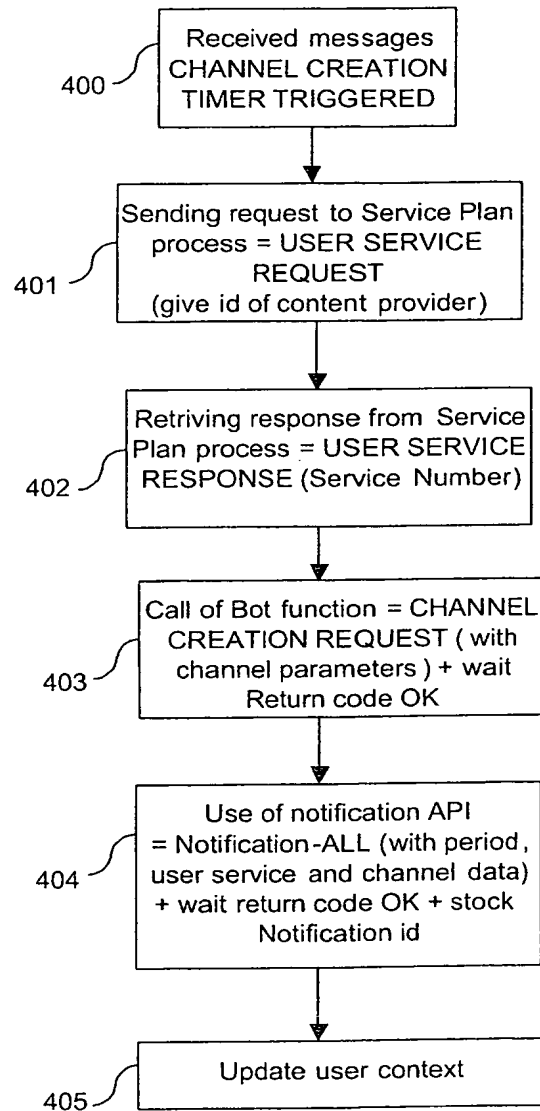 Received messages
CHANNEL CREATION
TIMER TRIGGERED
400
Sending request to Service Plan
process = USER SERVICE
REQUEST
(give id of content provider)
401
Retriving response from Service
Plan process = USER SERVICE
RESPONSE (Service Number)
402
Call of Bot function = CHANNEL
CREATION REQUEST ( with
channel parameters ) + wait
Return code OK
403
Use of notification API
= Notification-ALL (with period,
user service and channel data)
+ wait return code OK + stock
Notification id
404
Update user context
405